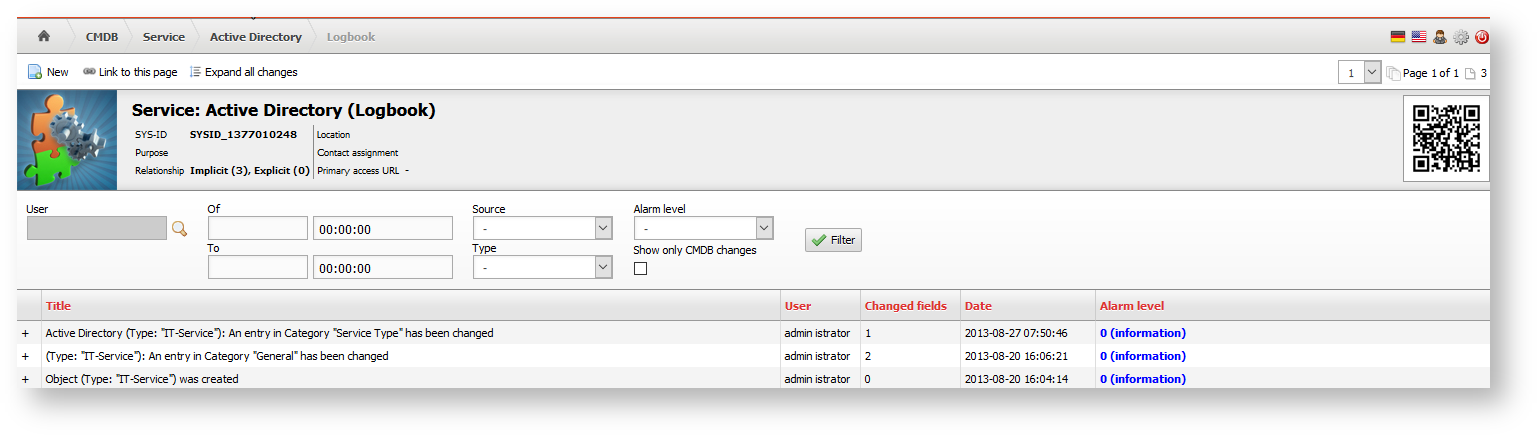 CMDB Service Active Directory Logbook
New Link to this page Expand all changes 1 Page 1 of 1 3
Service: Active Directory (Logbook)
SYS-ID SYSID_1377010248 Location
Purpose Contact assignment
Relationship Implicit (3), Explicit (0) Primary access URL -
User Of Source Alarm level
00:00:00 - -
Filter
To Type Show only CMDB changes
00:00:00 -
Title User Changed fields Date Alarm level
+ Active Directory (Type: "IT-Service"): An entry in Category "Service Type" has been changed admin istrator 1 2013-08-27 07:50:46 0 (information)
+ (Type: "IT-Service"): An entry in Category "General" has been changed admin istrator 2 2013-08-20 16:06:21 0 (information)
+ Object (Type: "IT-Service") was created admin istrator 0 2013-08-20 16:04:14 0 (information)